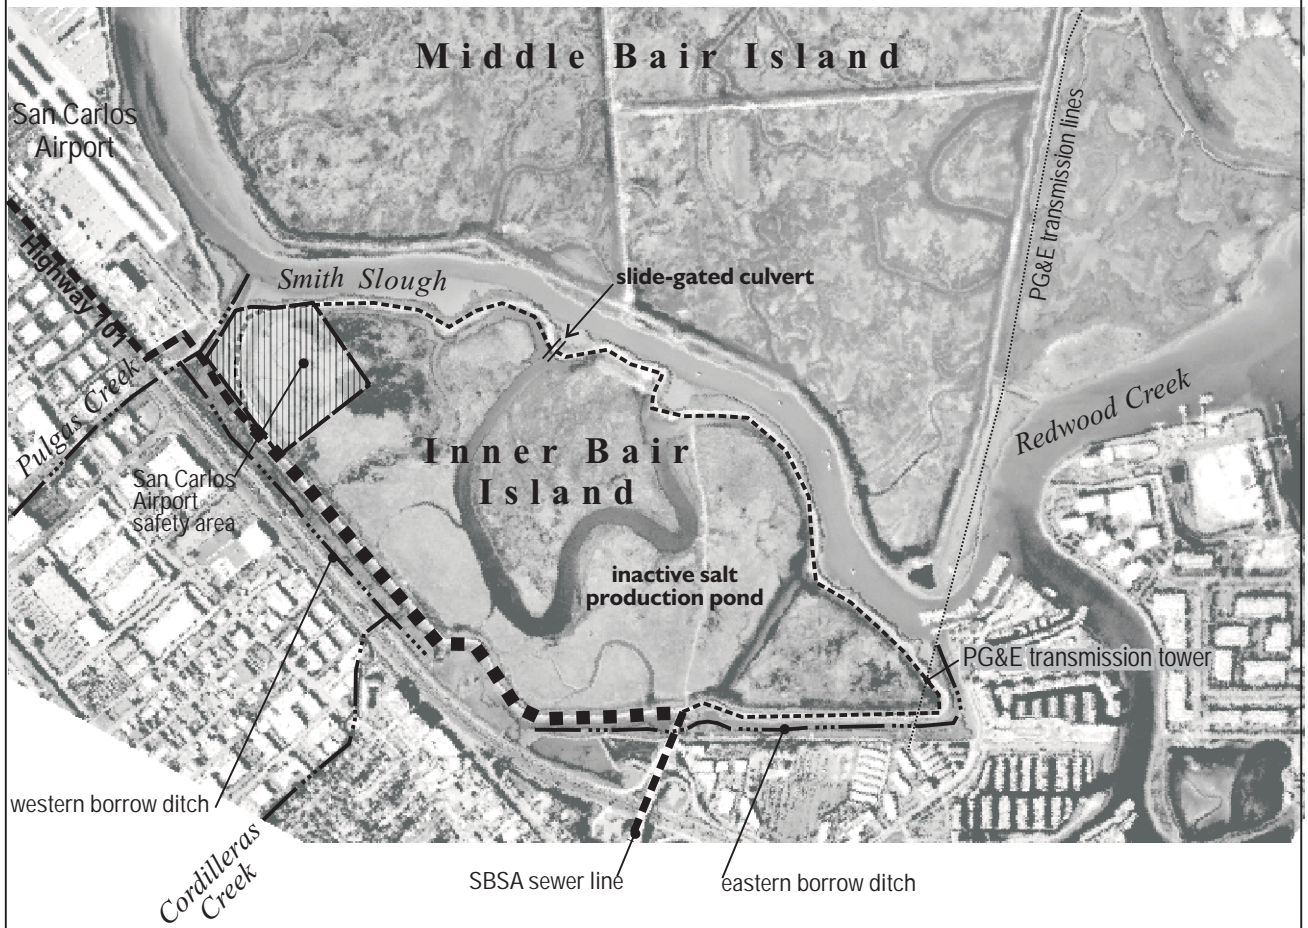 Middle Bair Island
San Carlos
Airport
PG&E transmission lines
Highway 101
Smith Slough
slide-gated culvert
Pulgas Creek
Redwood Creek
San Carlos
Airport
safety area
Inner Bair
Island
inactive salt
production pond
PG&E transmission tower
western borrow ditch
Cordilleras
Creek
SBSA sewer line
eastern borrow ditch